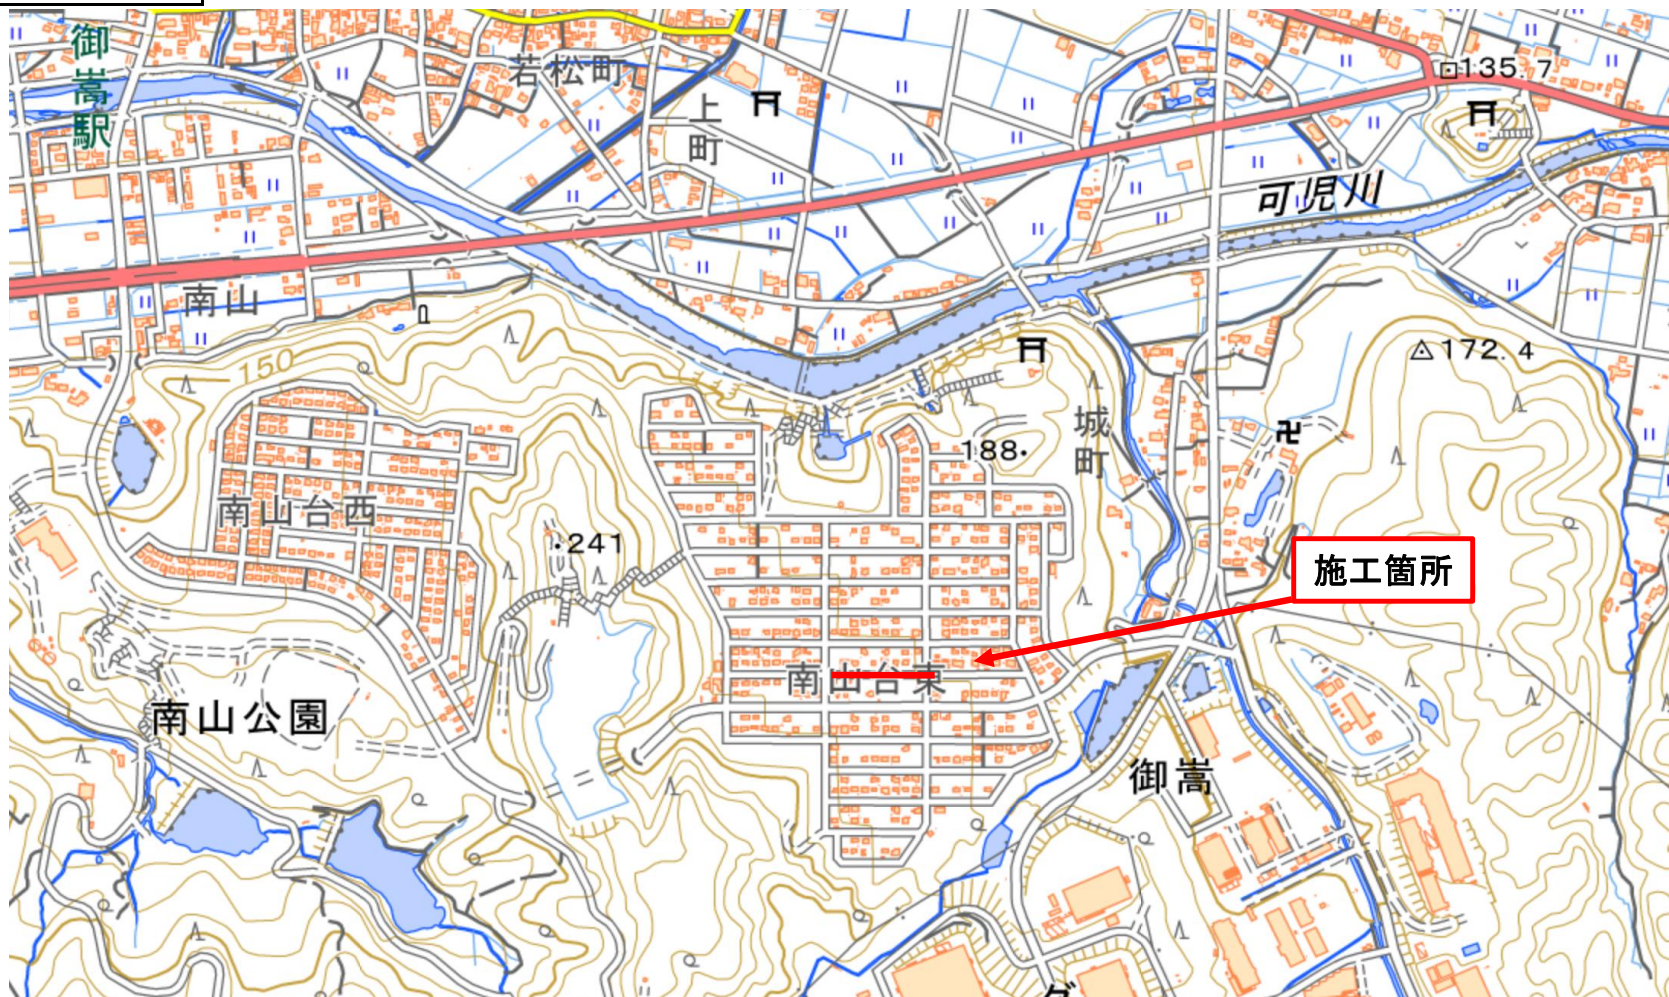 御嵩駅
若松町
上町
135.7
可児川
南山
150
172.4
城町
188
南山台西
241
施工箇所
南山台東
南山公園
御嵩